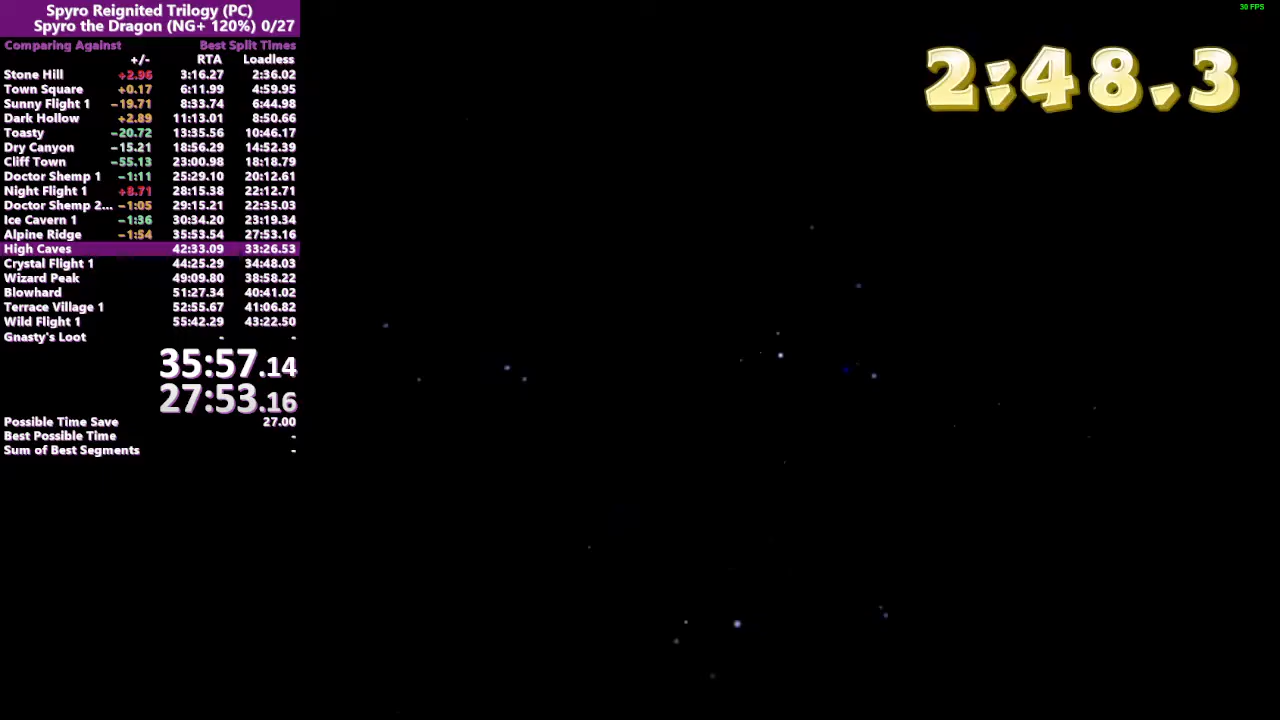 Spyro Reignited Trilogy (PC)
Spyro the Dragon (NG+ 120%) 0/27
Comparing Against Best Split Times
+/- RTA Loadless
Stone Hill +2.96 3:16.27 2:36.02
Town Square +0.17 6:11.99 4:59.95
Sunny Flight 1 −19.71 8:33.74 6:44.98
Dark Hollow +2.89 11:13.01 8:50.66
Toasty −20.72 13:35.56 10:46.17
Dry Canyon −15.21 18:56.29 14:52.39
Cliff Town −55.13 23:00.98 18:18.79
Doctor Shemp 1 −1:11 25:29.10 20:12.61
Night Flight 1 +8.71 28:15.38 22:12.71
Doctor Shemp 2... −1:05 29:15.21 22:35.03
Ice Cavern 1 −1:36 30:34.20 23:19.34
Alpine Ridge −1:54 35:53.54 27:53.16
High Caves 42:33.09 33:26.53
Crystal Flight 1 44:25.29 34:48.03
Wizard Peak 49:09.80 38:58.22
Blowhard 51:27.34 40:41.02
Terrace Village 1 52:55.67 41:06.82
Wild Flight 1 55:42.29 43:22.50
Gnasty's Loot - -
35:57.14
27:53.16
Possible Time Save 27.00
Best Possible Time -
Sum of Best Segments -
2:48.3
30 FPS